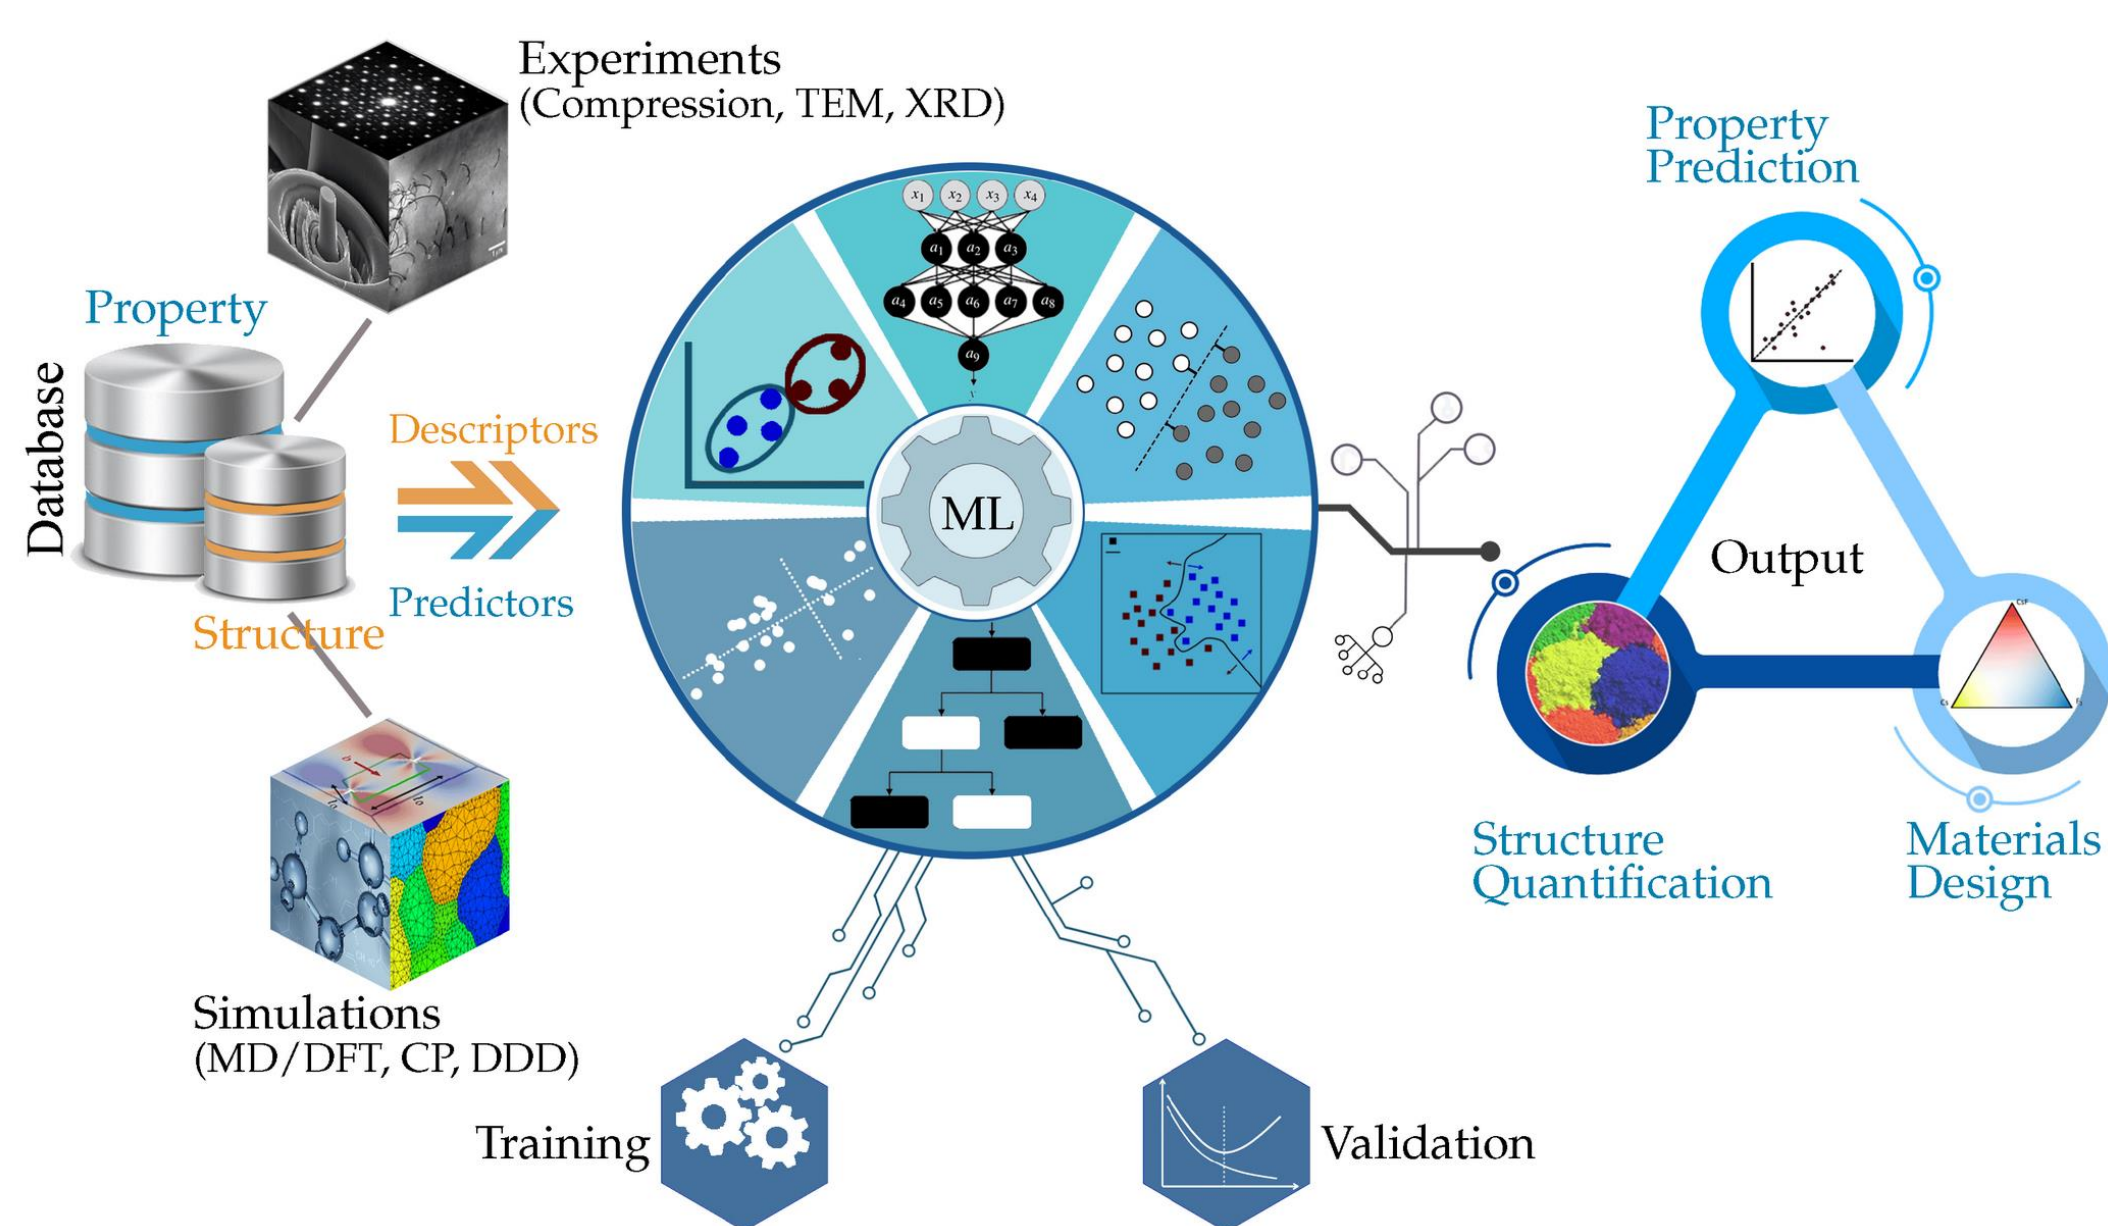 Experiments
(Compression, TEM, XRD)
Property
Database
Structure
Descriptors
Predictors
Simulations
(MD/DFT, CP, DDD)
x1 x2 x3 x4
a1 a2 a3
a4 a5 a6 a7 a8
a9
ML
Training
Validation
Property
Prediction
Output
Structure
Quantification
Materials
Design